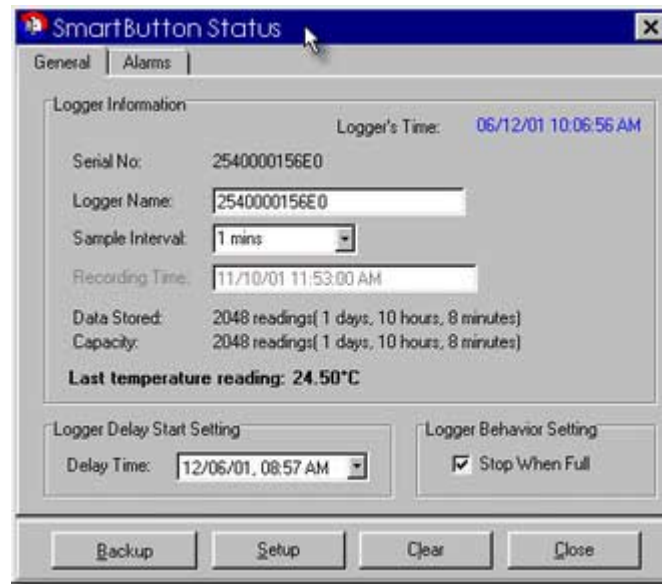 SmartButton Status
General Alarms
Logger Information
Logger's Time: 06/12/01 10:06:56 AM
Serial No: 2540000156E0
Logger Name: 2540000156E0
Sample Interval: 1 mins
Recording Time: 11/10/01 11:53:00 AM
Data Stored: 2048 readings( 1 days, 10 hours, 8 minutes)
Capacity: 2048 readings( 1 days, 10 hours, 8 minutes)
Last temperature reading: 24.50°C
Logger Delay Start Setting Logger Behavior Setting
Delay Time: 12/06/01, 08:57 AM Stop When Full
Backup Setup Clear Close